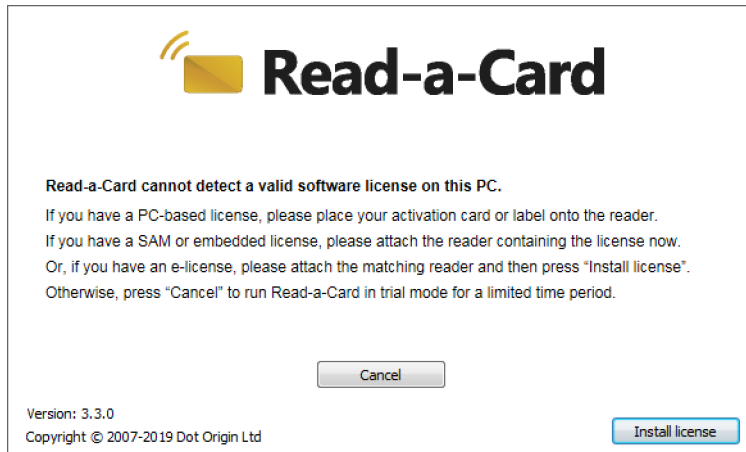 Read-a-Card
Read-a-Card cannot detect a valid software license on this PC.
If you have a PC-based license, please place your activation card or label onto the reader.
If you have a SAM or embedded license, please attach the reader containing the license now.
Or, if you have an e-license, please attach the matching reader and then press “Install license”.
Otherwise, press “Cancel” to run Read-a-Card in trial mode for a limited time period.
Cancel
Version: 3.3.0
Copyright © 2007-2019 Dot Origin Ltd
Install license